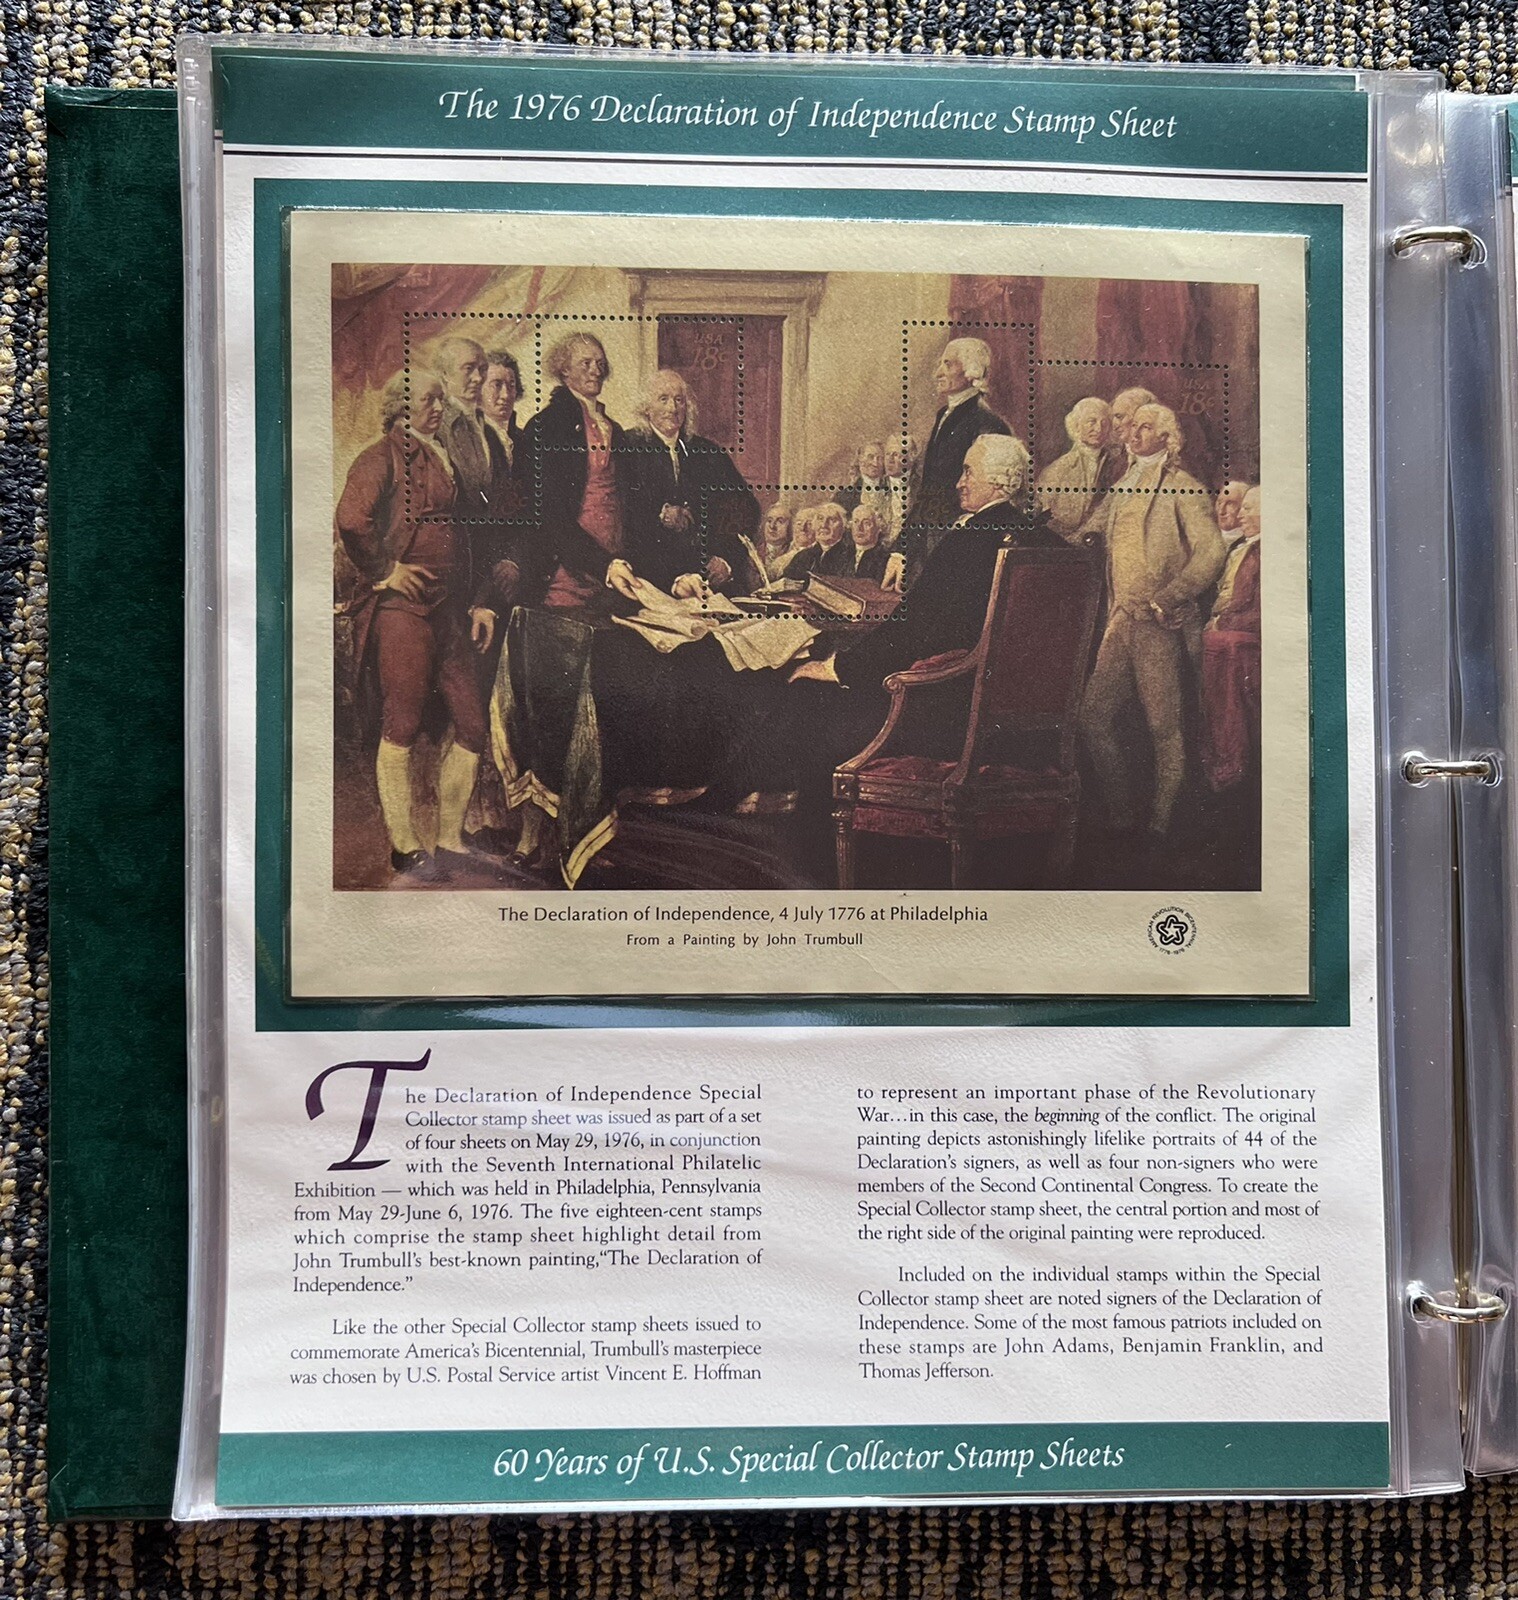 The 1976 Declaration of Independence Stamp Sheet
USA
18c
USA
18c
18c
The Declaration of Independence, 4 July 1776 at Philadelphia
From a Painting by John Trumbull
AMERICAN REVOLUTION BICENTENNIAL 1776-1976
The Declaration of Independence Special
Collector stamp sheet was issued as part of a set
of four sheets on May 29, 1976, in conjunction
with the Seventh International Philatelic
Exhibition — which was held in Philadelphia, Pennsylvania
from May 29-June 6, 1976. The five eighteen-cent stamps
which comprise the stamp sheet highlight detail from
John Trumbull's best-known painting,“The Declaration of
Independence.”
Like the other Special Collector stamp sheets issued to
commemorate America's Bicentennial, Trumbull's masterpiece
was chosen by U.S. Postal Service artist Vincent E. Hoffman
to represent an important phase of the Revolutionary
War...in this case, the beginning of the conflict. The original
painting depicts astonishingly lifelike portraits of 44 of the
Declaration's signers, as well as four non-signers who were
members of the Second Continental Congress. To create the
Special Collector stamp sheet, the central portion and most of
the right side of the original painting were reproduced.
Included on the individual stamps within the Special
Collector stamp sheet are noted signers of the Declaration of
Independence. Some of the most famous patriots included on
these stamps are John Adams, Benjamin Franklin, and
Thomas Jefferson.
60 Years of U.S. Special Collector Stamp Sheets